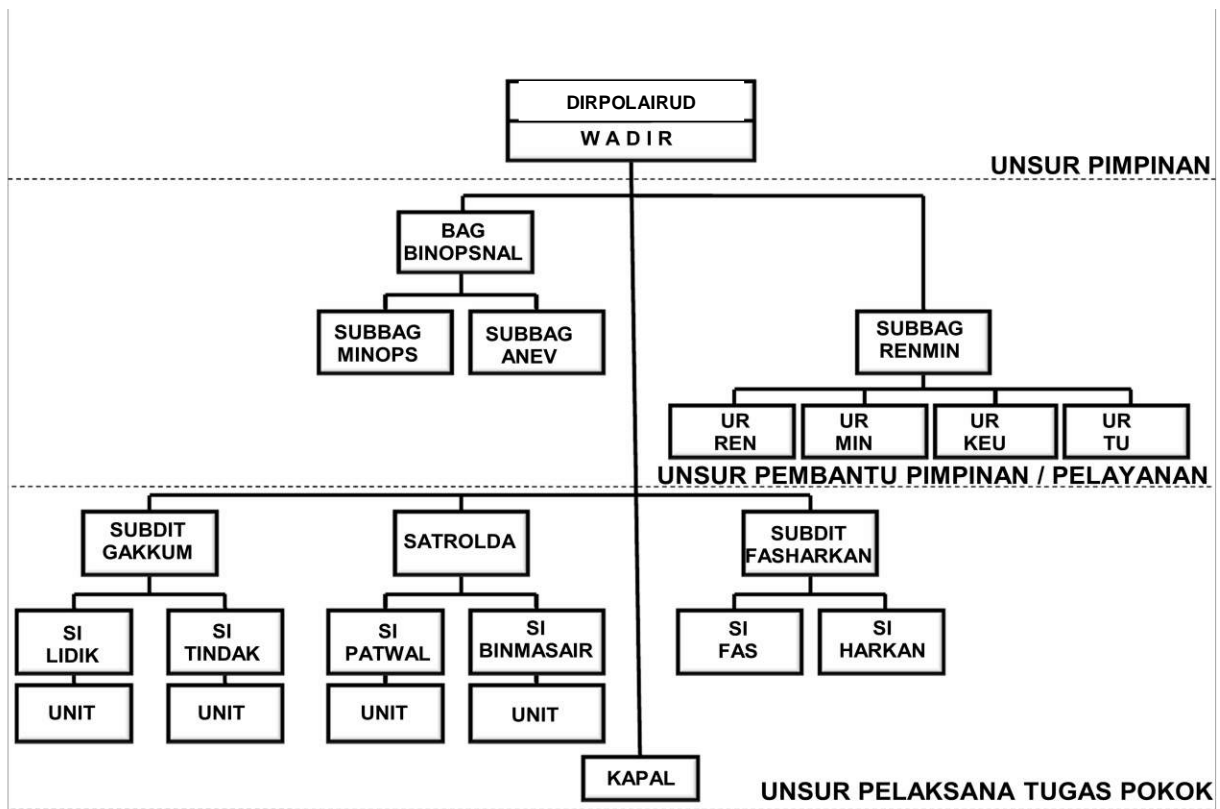 DIRPOLAIRUD
W A D I R
UNSUR PIMPINAN
BAG
BINOPSNAL
SUBBAG
MINOPS
SUBBAG
ANEV
SUBBAG
RENMIN
UR
REN
UR
MIN
UR
KEU
UR
TU
UNSUR PEMBANTU PIMPINAN / PELAYANAN
SUBDIT
GAKKUM
SATROLDA
SUBDIT
FASHARKAN
SI
LIDIK
SI
TINDAK
SI
PATWAL
SI
BINMASAIR
SI
FAS
SI
HARKAN
UNIT
UNIT
UNIT
UNIT
KAPAL
UNSUR PELAKSANA TUGAS POKOK